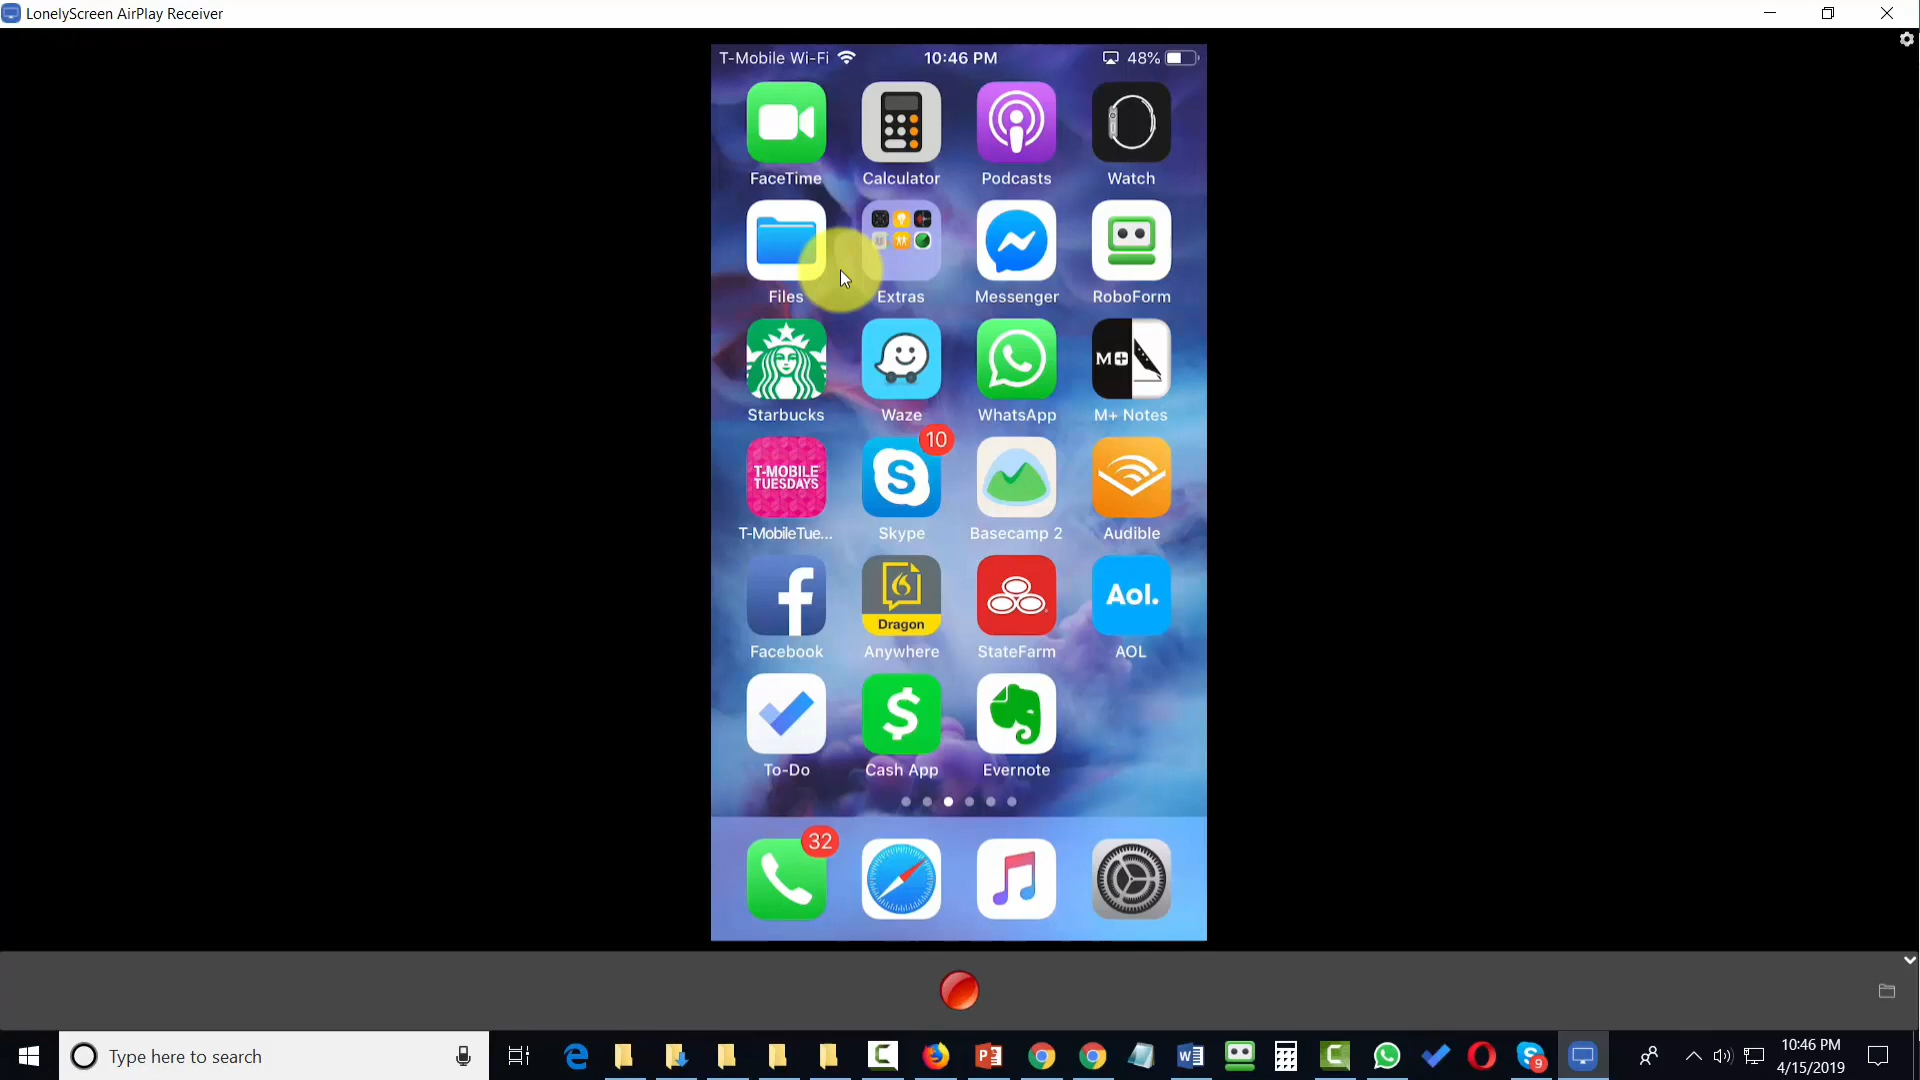 LonelyScreen AirPlay Receiver
T-Mobile Wi-Fi 10:46 PM 48%
FaceTime Calculator Podcasts Watch
Files Extras Messenger RoboForm
M+
Starbucks Waze WhatsApp M+ Notes
10
T-MOBILE
TUESDAYS
T-MobileTue... Skype Basecamp 2 Audible
Aol.
Dragon
Facebook Anywhere StateFarm AOL
To-Do Cash App Evernote
32
Type here to search
9
10:46 PM
4/15/2019